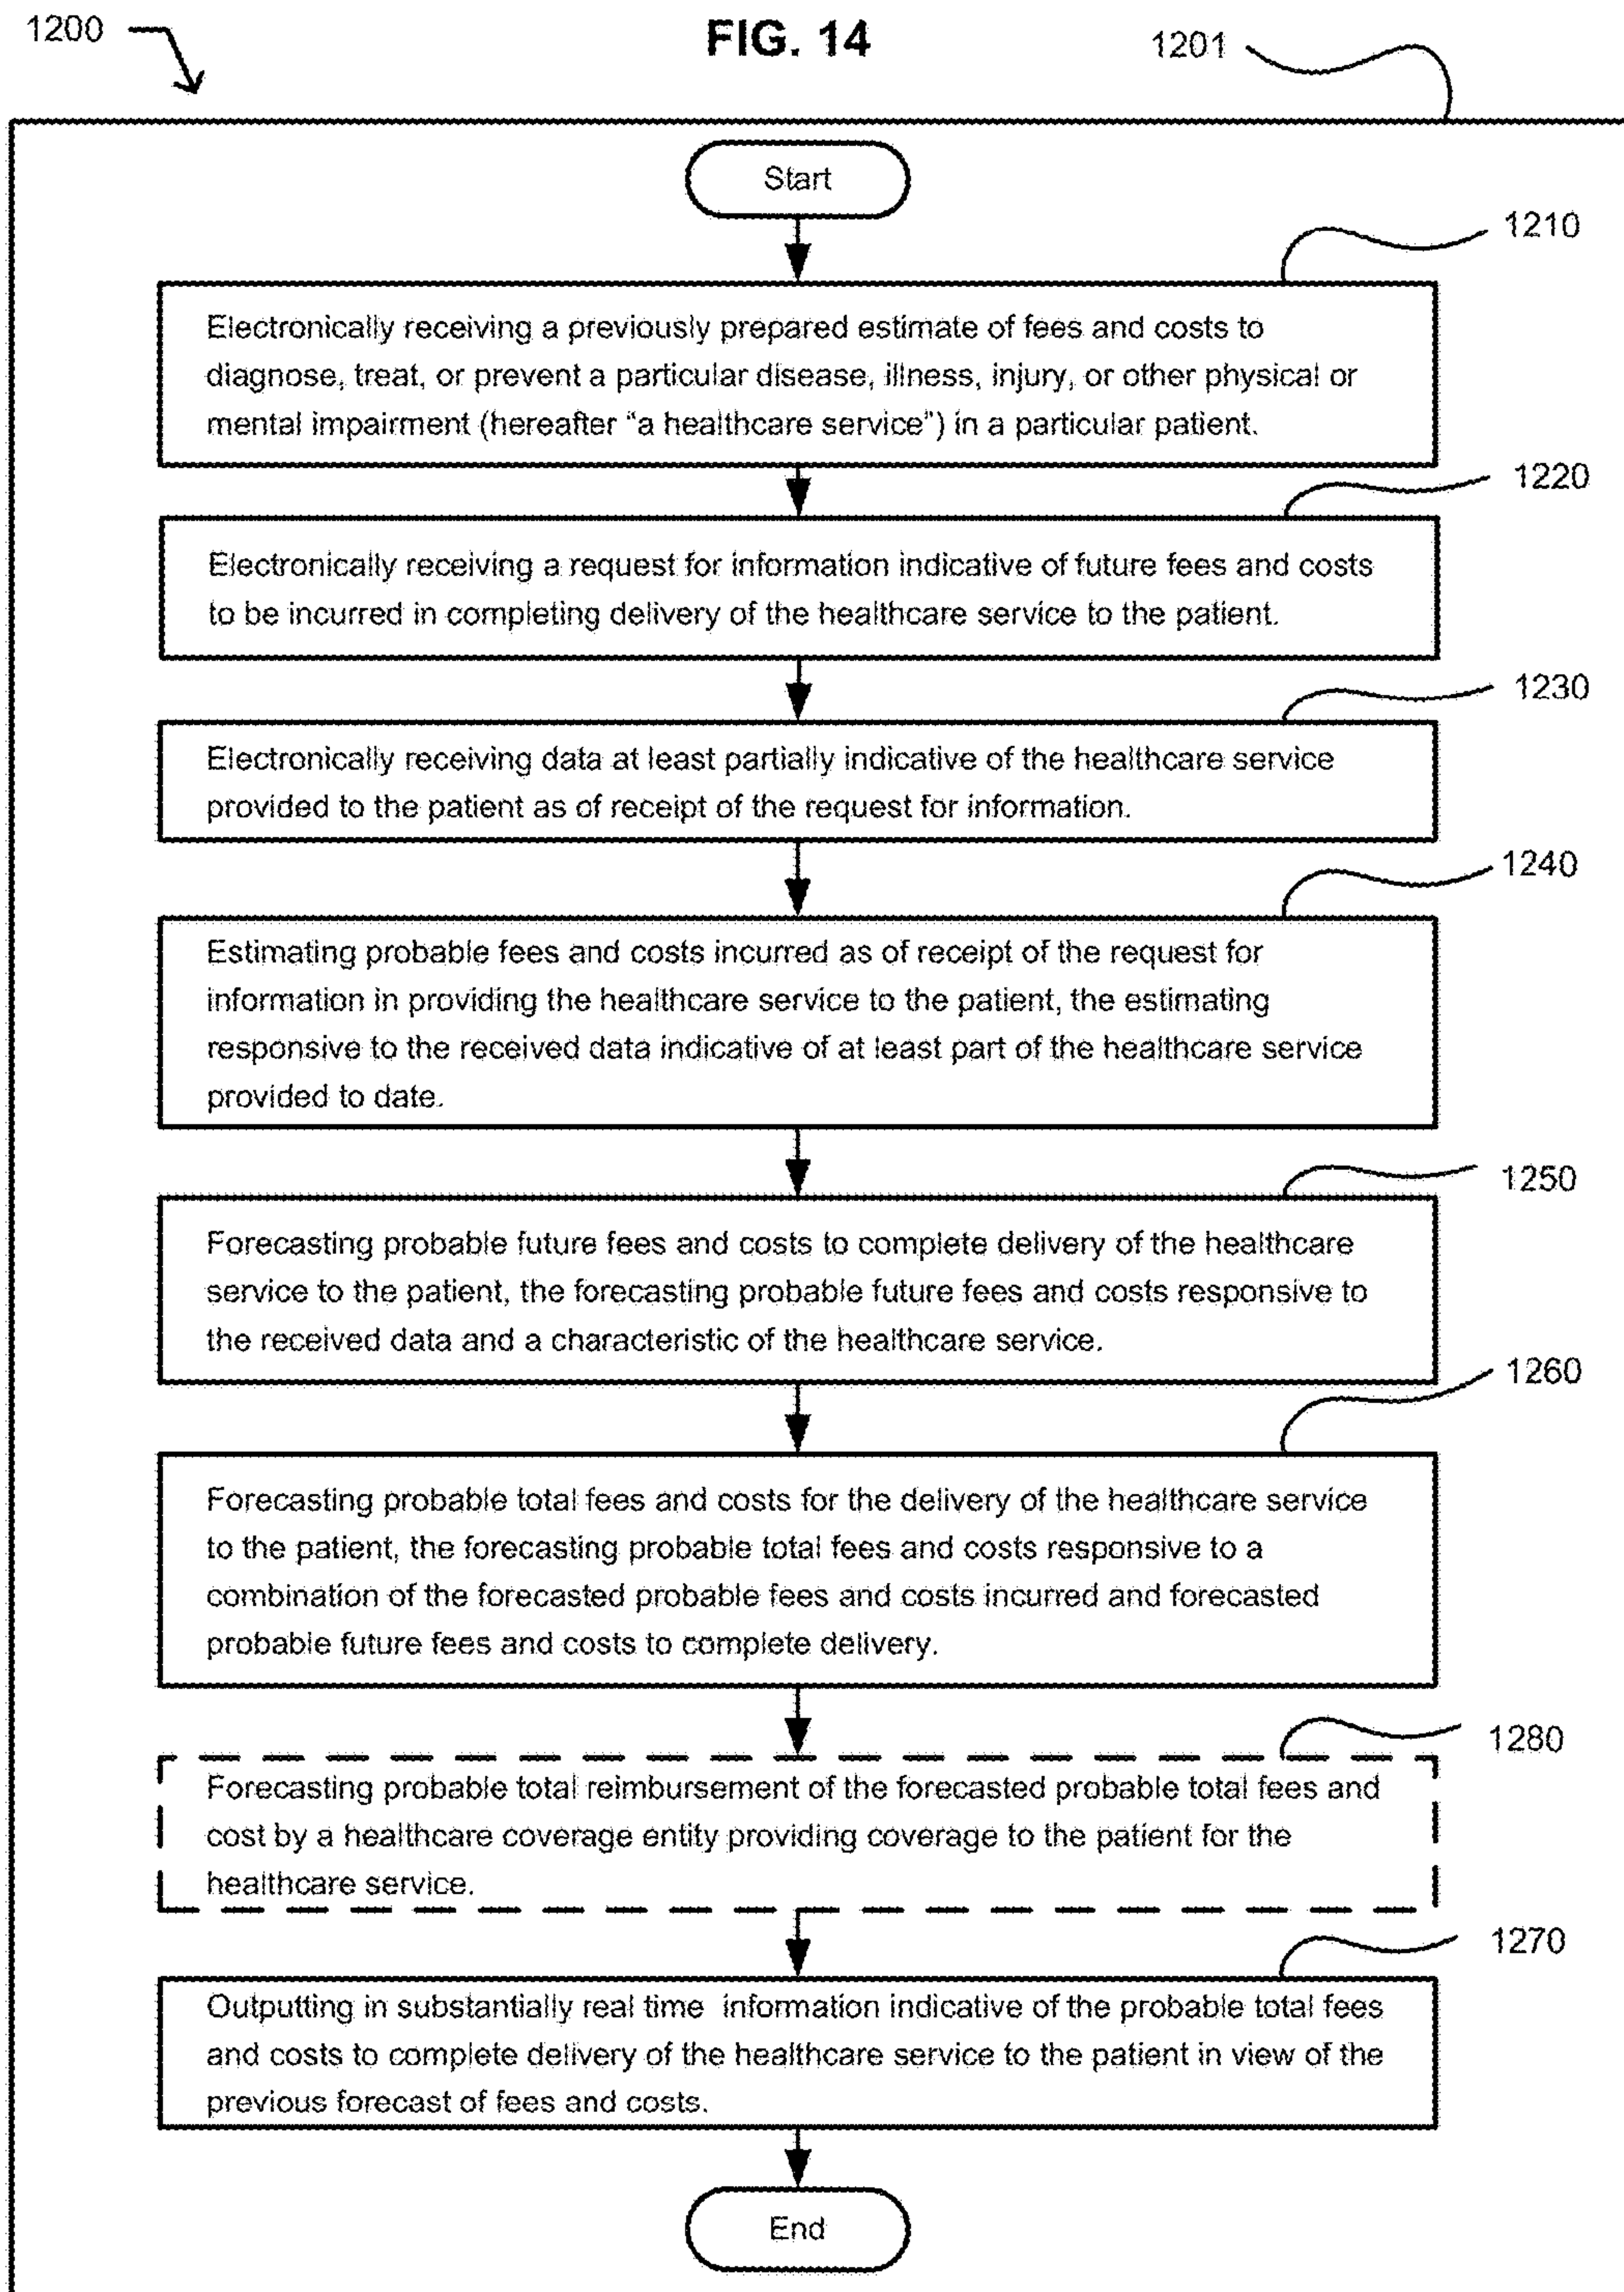 1200
FIG. 14
1201
Start
1210
Electronically receiving a previously prepared estimate of fees and costs to
diagnose, treat, or prevent a particular disease, illness, injury, or other physical or
mental impairment (hereafter “a healthcare service”) in a particular patient.
1220
Electronically receiving a request for information indicative of future fees and costs
to be incurred in completing delivery of the healthcare service to the patient.
1230
Electronically receiving data at least partially indicative of the healthcare service
provided to the patient as of receipt of the request for information.
1240
Estimating probable fees and costs incurred as of receipt of the request for
information in providing the healthcare service to the patient, the estimating
responsive to the received data indicative of at least part of the healthcare service
provided to date.
1250
Forecasting probable future fees and costs to complete delivery of the healthcare
service to the patient, the forecasting probable future fees and costs responsive to
the received data and a characteristic of the healthcare service.
1260
Forecasting probable total fees and costs for the delivery of the healthcare service
to the patient, the forecasting probable total fees and costs responsive to a
combination of the forecasted probable fees and costs incurred and forecasted
probable future fees and costs to complete delivery.
1280
Forecasting probable total reimbursement of the forecasted probable total fees and
cost by a healthcare coverage entity providing coverage to the patient for the
healthcare service.
1270
Outputting in substantially real time information indicative of the probable total fees
and costs to complete delivery of the healthcare service to the patient in view of the
previous forecast of fees and costs.
End